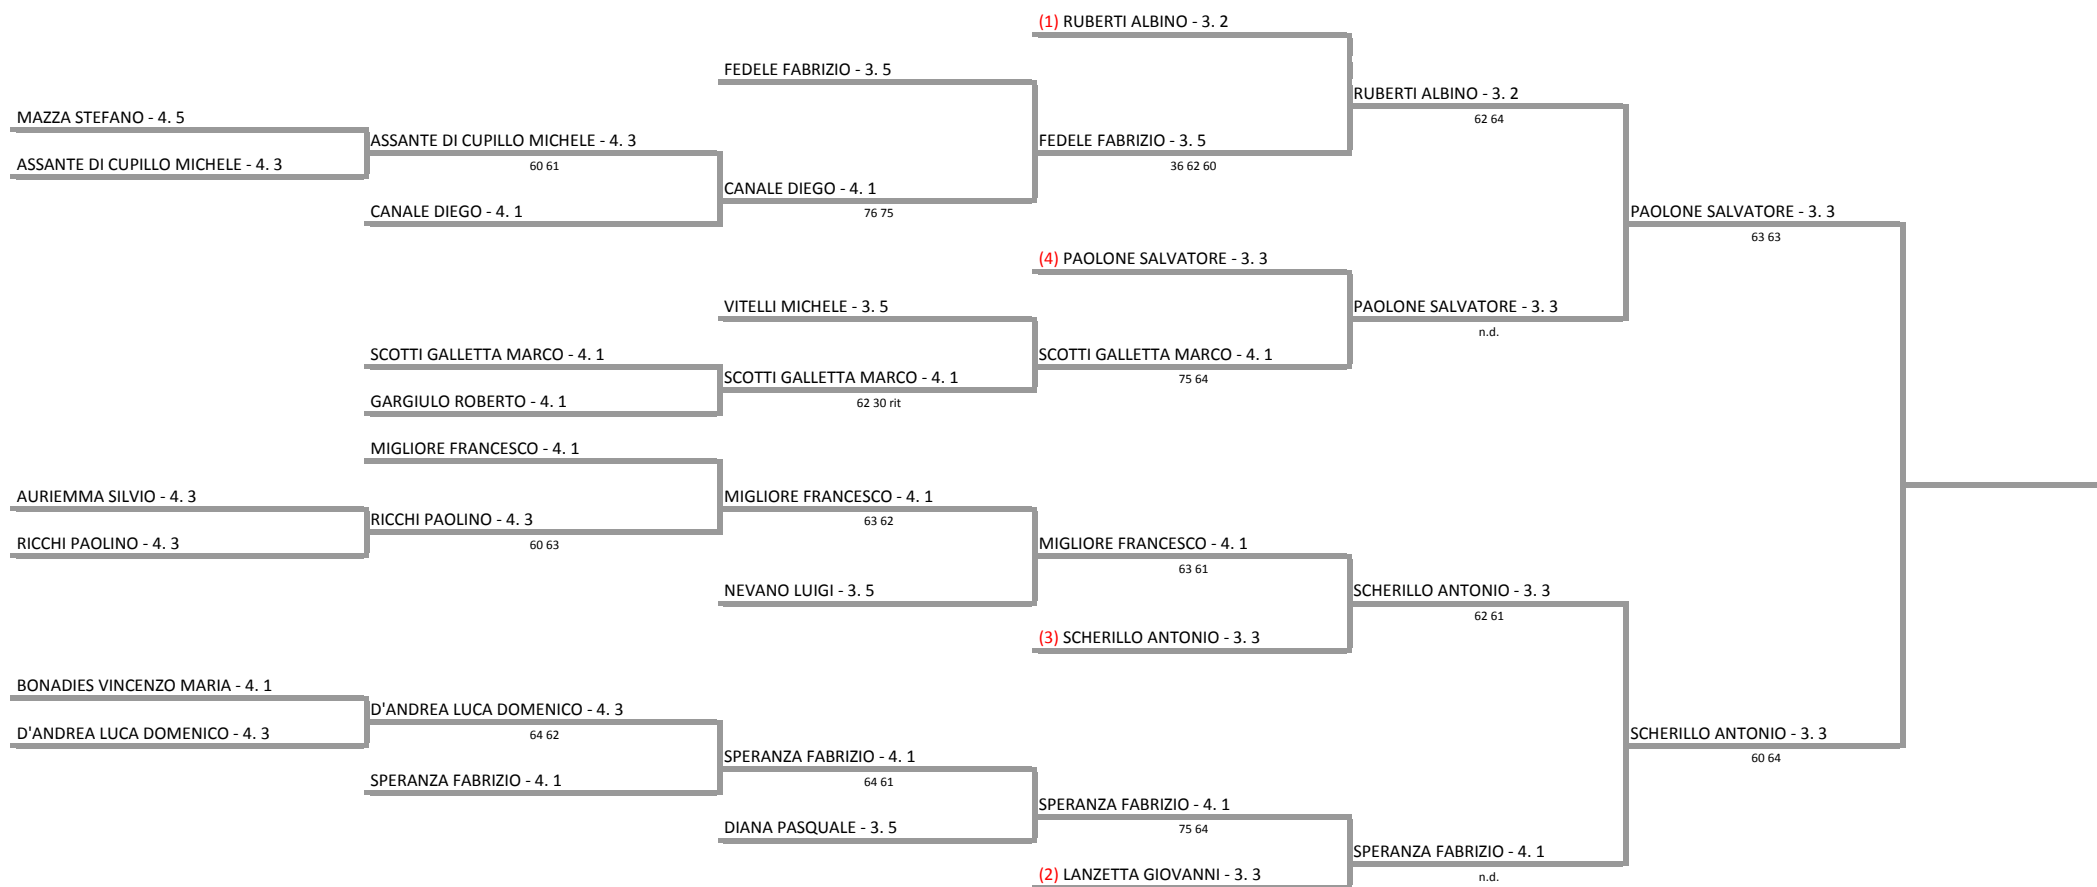 (1) RUBERTI ALBINO - 3. 2
FEDELE FABRIZIO - 3. 5
RUBERTI ALBINO - 3. 2
62 64
MAZZA STEFANO - 4. 5
ASSANTE DI CUPILLO MICHELE - 4. 3
60 61
FEDELE FABRIZIO - 3. 5
36 62 60
ASSANTE DI CUPILLO MICHELE - 4. 3
CANALE DIEGO - 4. 1
76 75
CANALE DIEGO - 4. 1
PAOLONE SALVATORE - 3. 3
63 63
(4) PAOLONE SALVATORE - 3. 3
VITELLI MICHELE - 3. 5
PAOLONE SALVATORE - 3. 3
n.d.
SCOTTI GALLETTA MARCO - 4. 1
SCOTTI GALLETTA MARCO - 4. 1
75 64
SCOTTI GALLETTA MARCO - 4. 1
62 30 rit
GARGIULO ROBERTO - 4. 1
MIGLIORE FRANCESCO - 4. 1
AURIEMMA SILVIO - 4. 3
MIGLIORE FRANCESCO - 4. 1
63 62
RICCHI PAOLINO - 4. 3
60 63
RICCHI PAOLINO - 4. 3
MIGLIORE FRANCESCO - 4. 1
63 61
NEVANO LUIGI - 3. 5
SCHERILLO ANTONIO - 3. 3
62 61
(3) SCHERILLO ANTONIO - 3. 3
BONADIES VINCENZO MARIA - 4. 1
D'ANDREA LUCA DOMENICO - 4. 3
64 62
D'ANDREA LUCA DOMENICO - 4. 3
SCHERILLO ANTONIO - 3. 3
60 64
SPERANZA FABRIZIO - 4. 1
64 61
SPERANZA FABRIZIO - 4. 1
SPERANZA FABRIZIO - 4. 1
75 64
DIANA PASQUALE - 3. 5
SPERANZA FABRIZIO - 4. 1
n.d.
(2) LANZETTA GIOVANNI - 3. 3